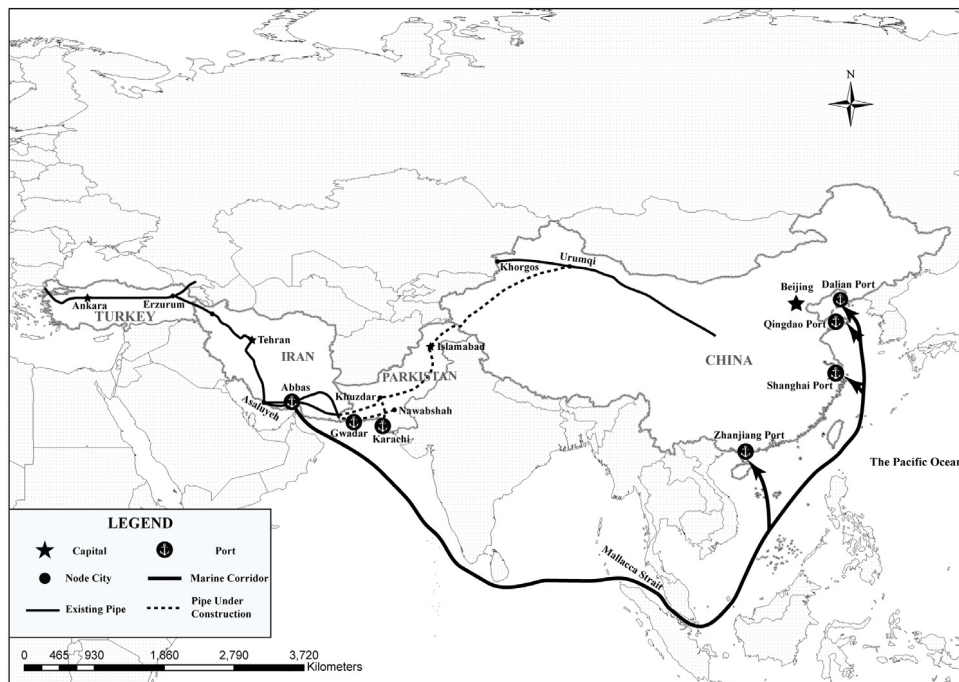 N
Khorgos
Urumqi
Beijing
Dalian Port
Qingdao Port
Ankara
Erzurum
TURKEY
Tehran
IRAN
Islamabad
PARKISTAN
CHINA
Shanghai Port
Abbas
Asaluyeh
Khuzdar
Nawabshah
Gwadar
Karachi
Zhanjiang Port
The Pacific Ocean
Mallacca Strait
LEGEND
Capital
Port
Node City
Marine Corridor
Existing Pipe
Pipe Under
Construction
0 465 930 1,860 2,790 3,720
Kilometers